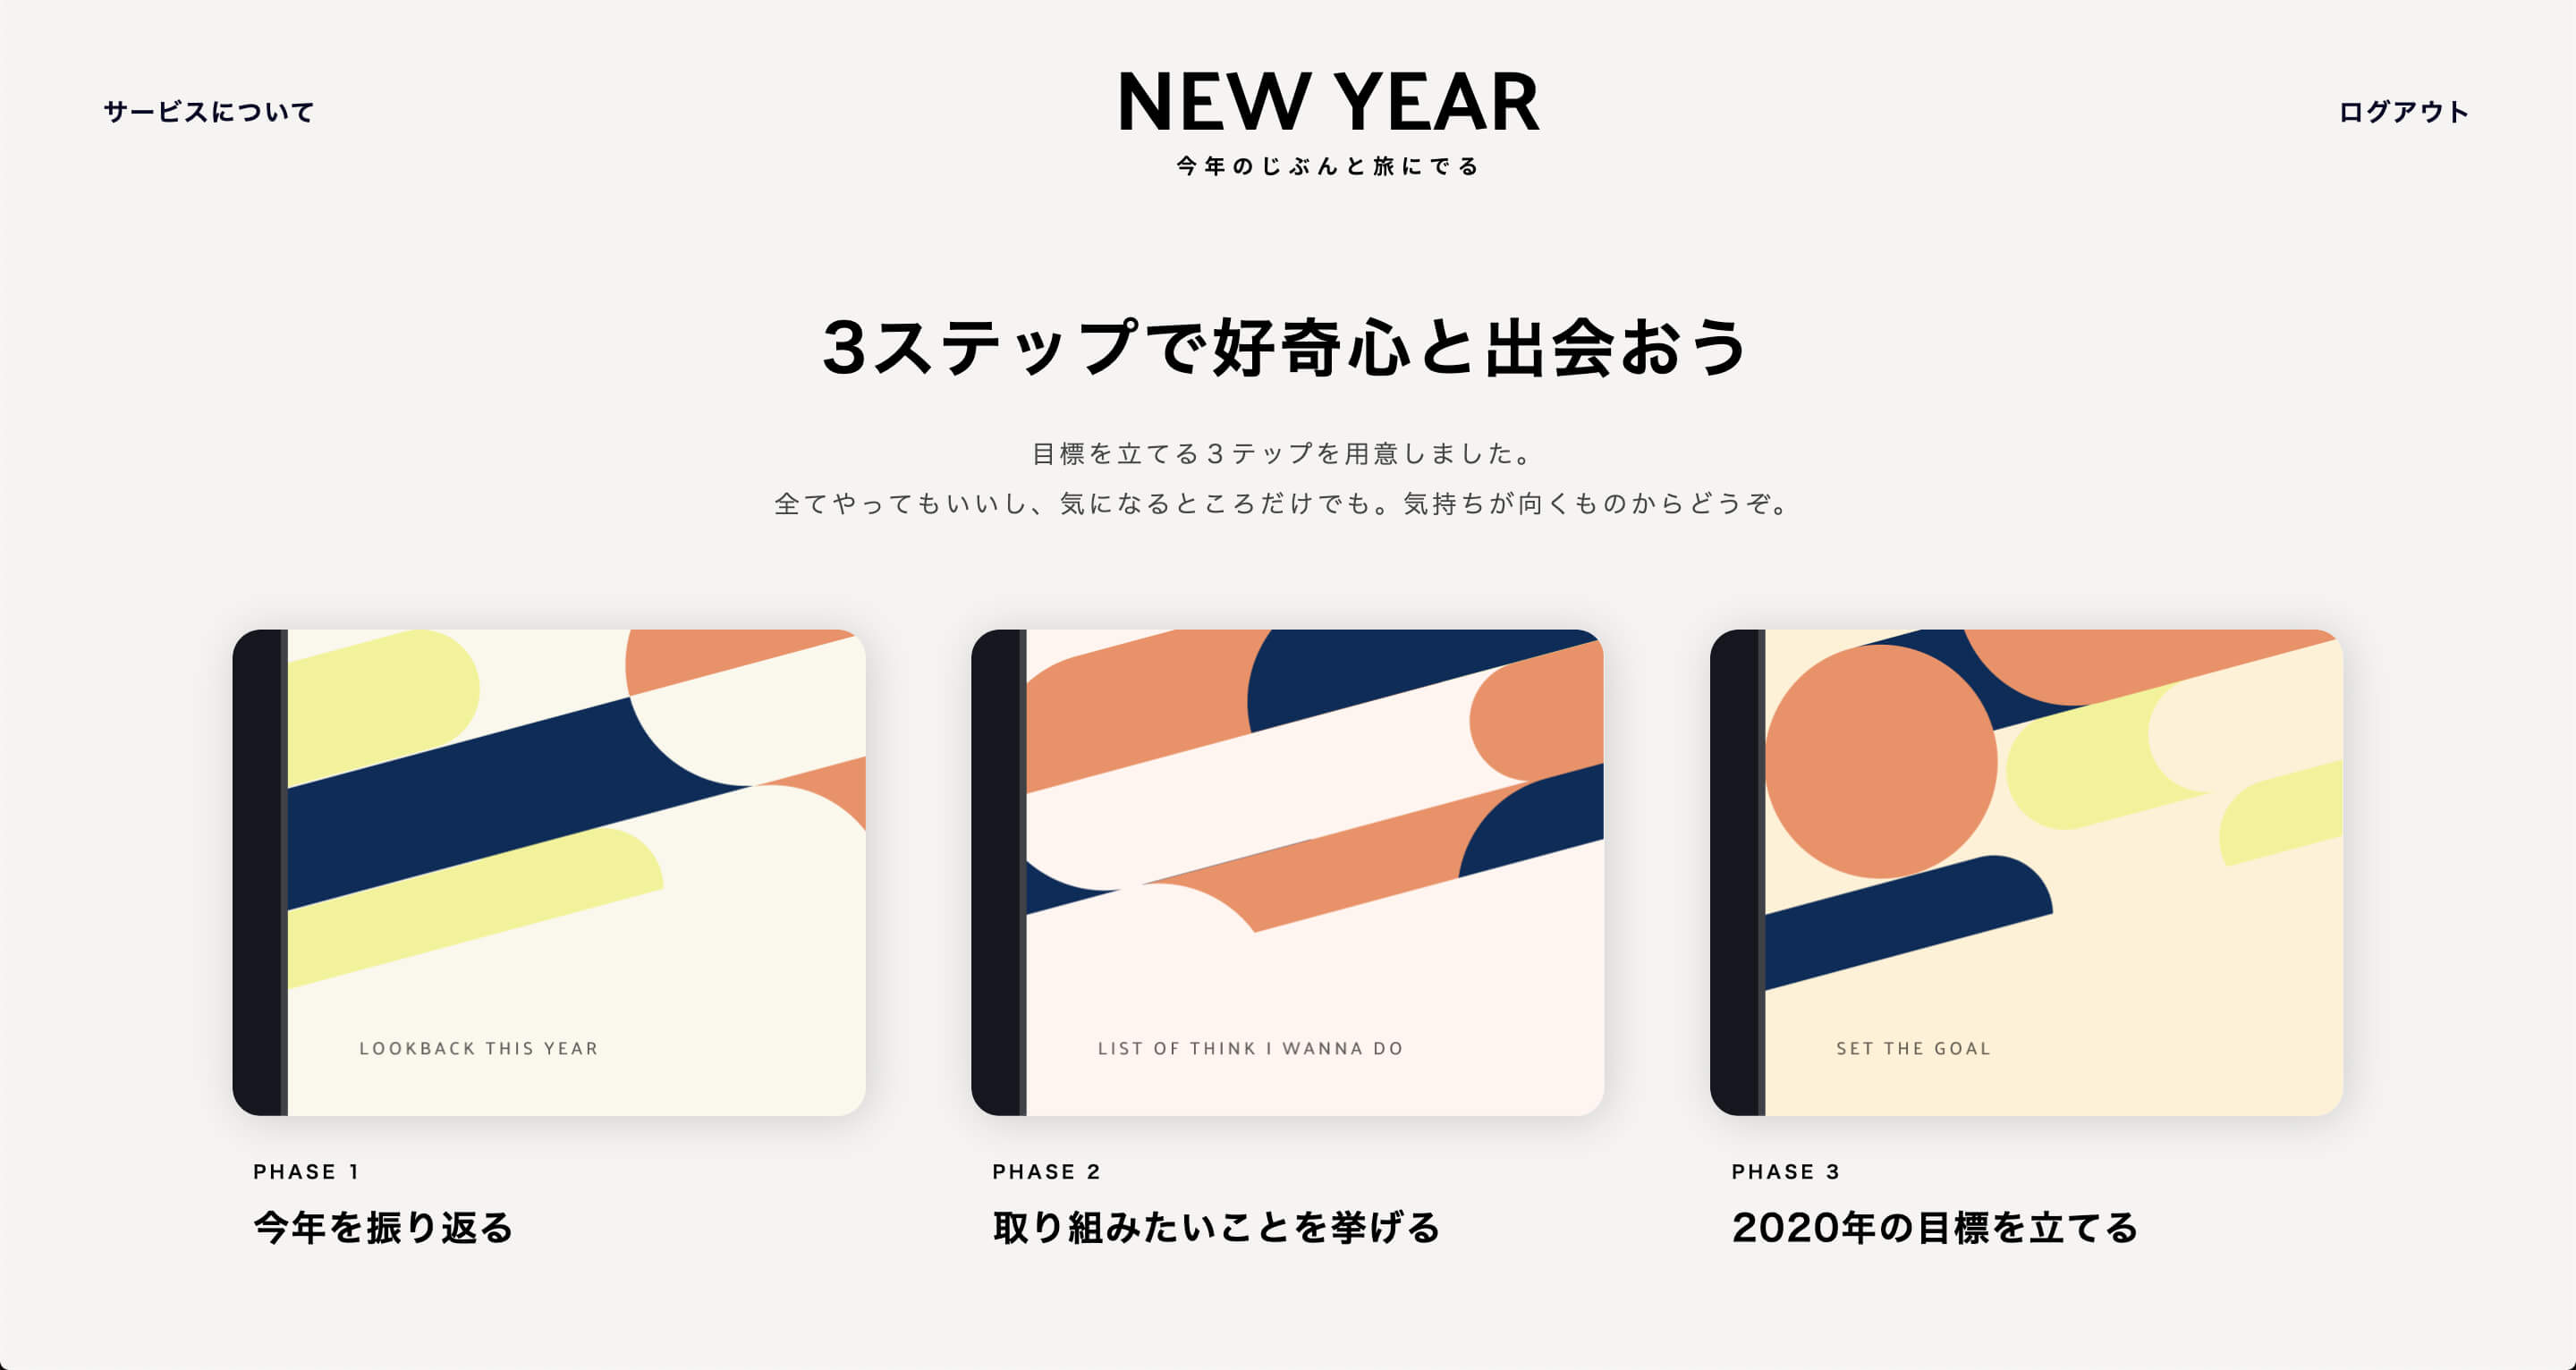 サービスについて
NEW YEAR
今年のじぶんと旅にでる
ログアウト
3ステップで好奇心と出会おう
目標を立てる3テップを用意しました。
全てやってもいいし、気になるところだけでも。気持ちが向くものからどうぞ。
LOOKBACK THIS YEAR
LIST OF THINK I WANNA DO
SET THE GOAL
PHASE 1
今年を振り返る
PHASE 2
取り組みたいことを挙げる
PHASE 3
2020年の目標を立てる